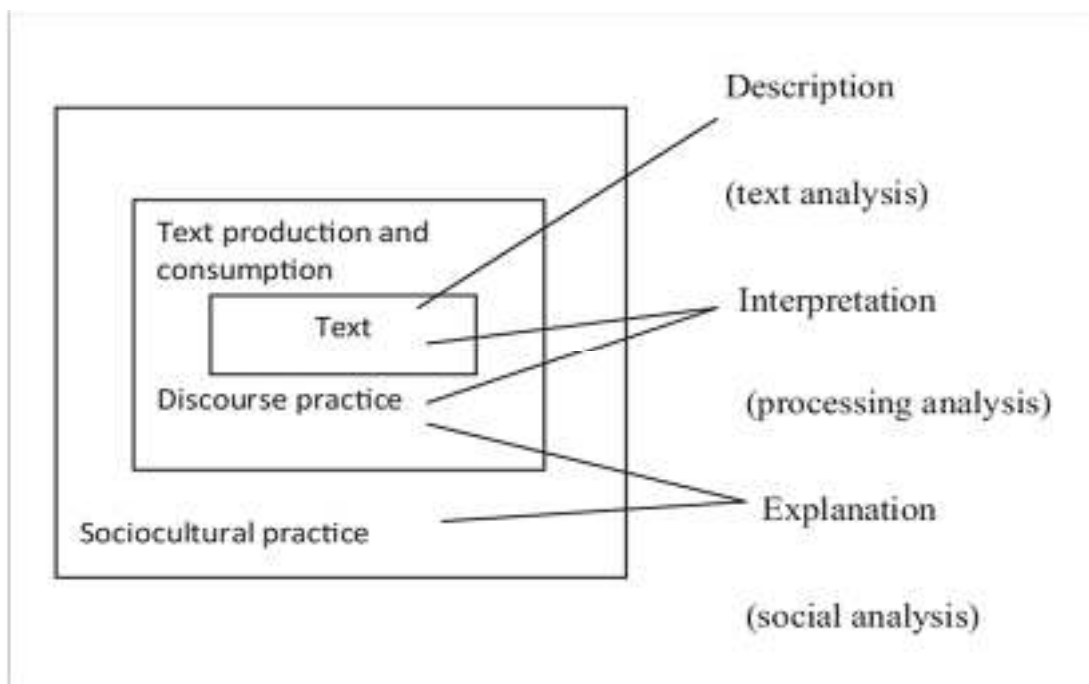 Description
(text analysis)
Text production and
consumption
Text
Interpretation
Discourse practice
(processing analysis)
Sociocultural practice
Explanation
(social analysis)